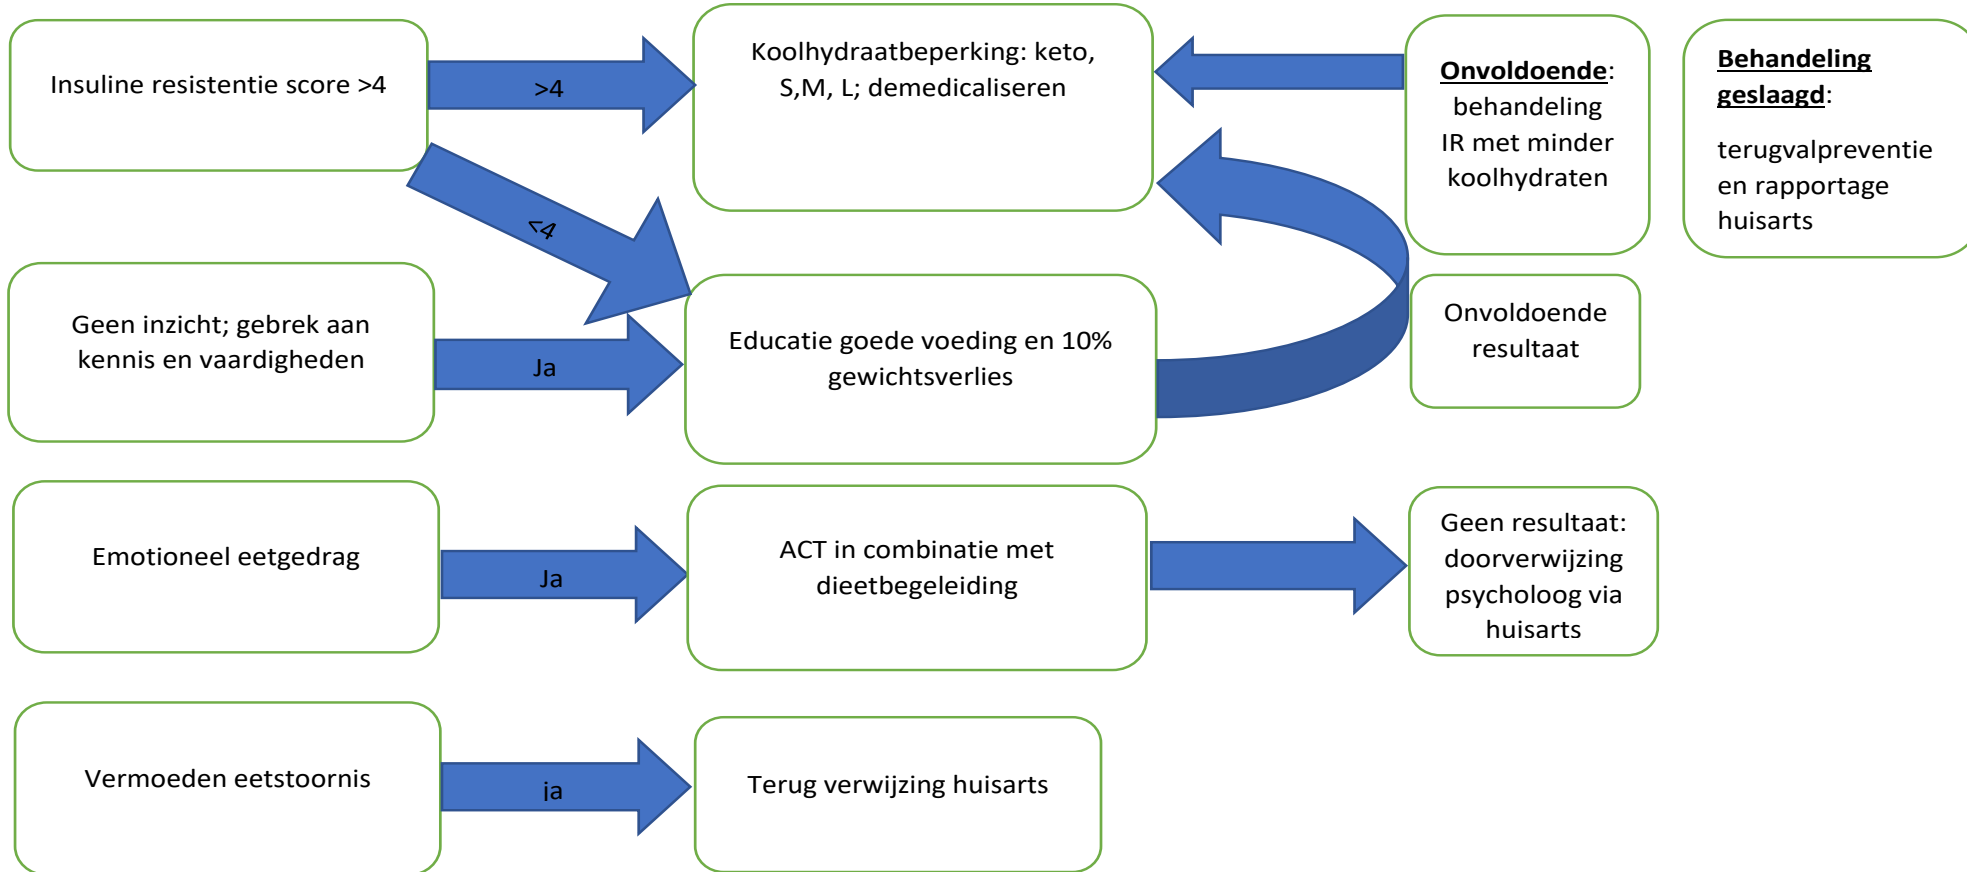 Insuline resistentie score >4
>4
<4
Koolhydraatbeperking: keto,
S,M, L; demedicaliseren
Onvoldoende:
behandeling
IR met minder
koolhydraten
Behandeling
geslaagd:
terugvalpreventie
en rapportage
huisarts
Geen inzicht; gebrek aan
kennis en vaardigheden
Ja
Educatie goede voeding en 10%
gewichtsverlies
Onvoldoende
resultaat
Emotioneel eetgedrag
Ja
ACT in combinatie met
dieetbegeleiding
Geen resultaat:
doorverwijzing
psycholoog via
huisarts
Vermoeden eetstoornis
ja
Terug verwijzing huisarts